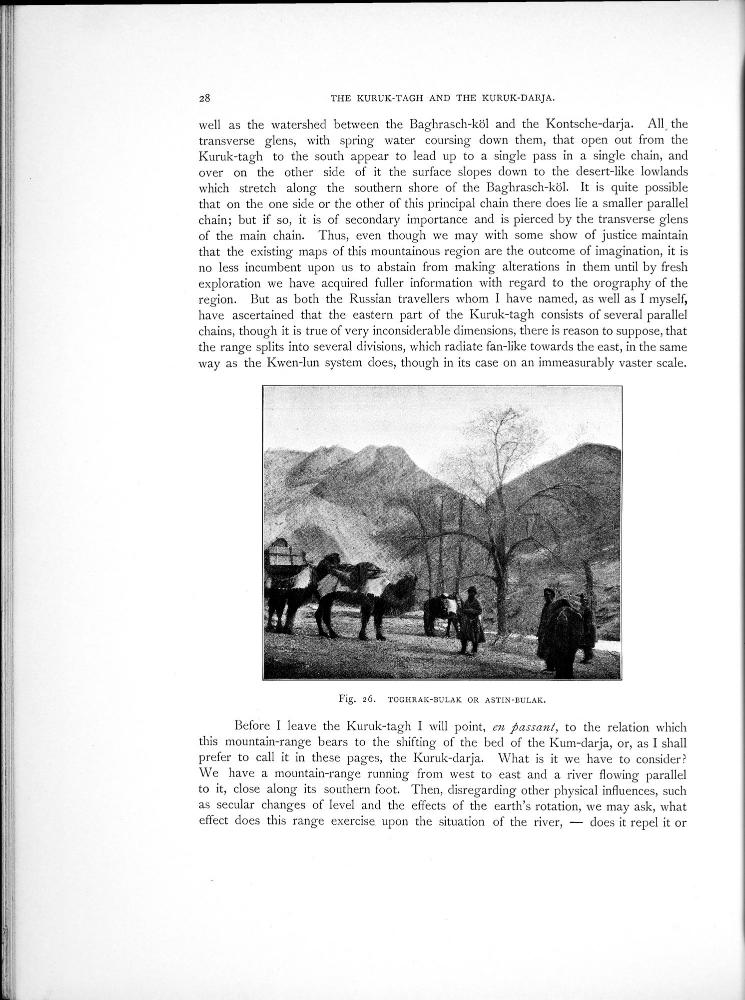 28
THE KURUK-TAGH AND THE KURUK-DARJA.
well as the watershed between the Baghrasch-köl and the Kontsche-darja. All the
transverse glens, with spring water coursing down them, that open out from the
Kuruk-tagh to the south appear to lead up to a single pass in a single chain, and
over on the other side of it the surface slopes down to the desert-like lowlands
which stretch along the southern shore of the Baghrasch-köl. It is quite possible
that on the one side or the other of this principal chain there does lie a smaller parallel
chain; but if so, it is of secondary importance and is pierced by the transverse glens
of the main chain. Thus, even though we may with some show of justice maintain
that the existing maps of this mountainous region are the outcome of imagination, it is
no less incumbent upon us to abstain from making alterations in them until by fresh
exploration we have acquired fuller information with regard to the orography of the
region. But as both the Russian travellers whom I have named, as well as I myself,
have ascertained that the eastern part of the Kuruk-tagh consists of several parallel
chains, though it is true of very inconsiderable dimensions, there is reason to suppose, that
the range splits into several divisions, which radiate fan-like towards the east, in the same
way as the Kwen-lun system does, though in its case on an immeasurably vaster scale.
Fig. 26. TOGHRAK-BULAK OR ASTIN-BULAK.
Before I leave the Kuruk-tagh I will point, en passant, to the relation which
this mountain-range bears to the shifting of the bed of the Kum-darja, or, as I shall
prefer to call it in these pages, the Kuruk-darja. What is it we have to consider?
We have a mountain-range running from west to east and a river flowing parallel
to it, close along its southern foot. Then, disregarding other physical influences, such
as secular changes of level and the effects of the earth's rotation, we may ask, what
effect does this range exercise upon the situation of the river, — does it repel it or